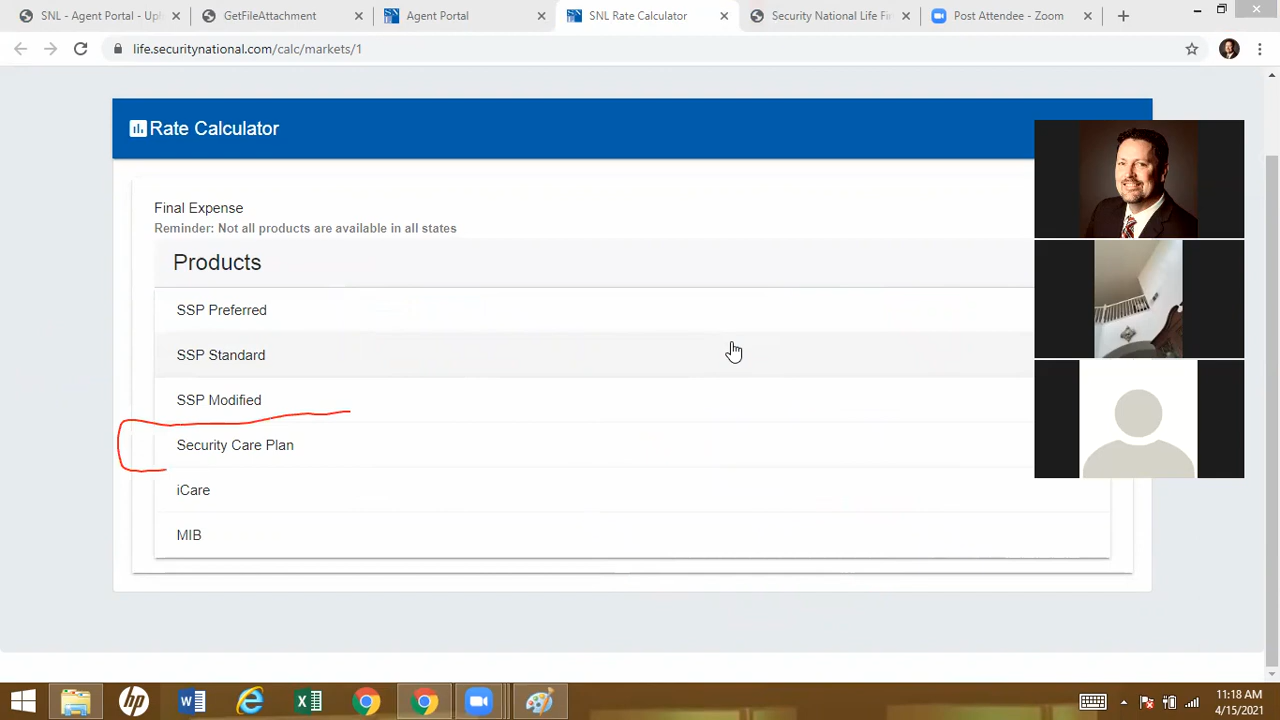 SNL - Agent Portal - Upl
GetFileAttachment
Agent Portal
SNL Rate Calculator
Security National Life Fi
Post Attendee - Zoom
life.securitynational.com/calc/markets/1
Rate Calculator
Final Expense
Reminder: Not all products are available in all states
Products
SSP Preferred
SSP Standard
SSP Modified
Security Care Plan
iCare
MIB
11:18 AM
4/15/2021